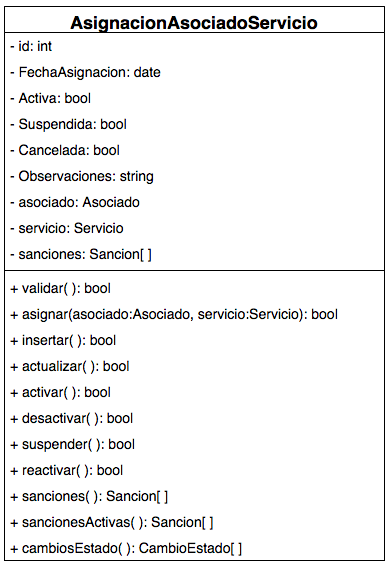 AsignacionAsociadoServicio
- id: int
- FechaAsignacion: date
- Activa: bool
- Suspendida: bool
- Cancelada: bool
- Observaciones: string
- asociado: Asociado
- servicio: Servicio
- sanciones: Sancion[ ]
+ validar( ): bool
+ asignar(asociado:Asociado, servicio:Servicio): bool
+ insertar( ): bool
+ actualizar( ): bool
+ activar( ): bool
+ desactivar( ): bool
+ suspender( ): bool
+ reactivar( ): bool
+ sanciones( ): Sancion[ ]
+ sancionesActivas( ): Sancion[ ]
+ cambiosEstado( ): CambioEstado[ ]